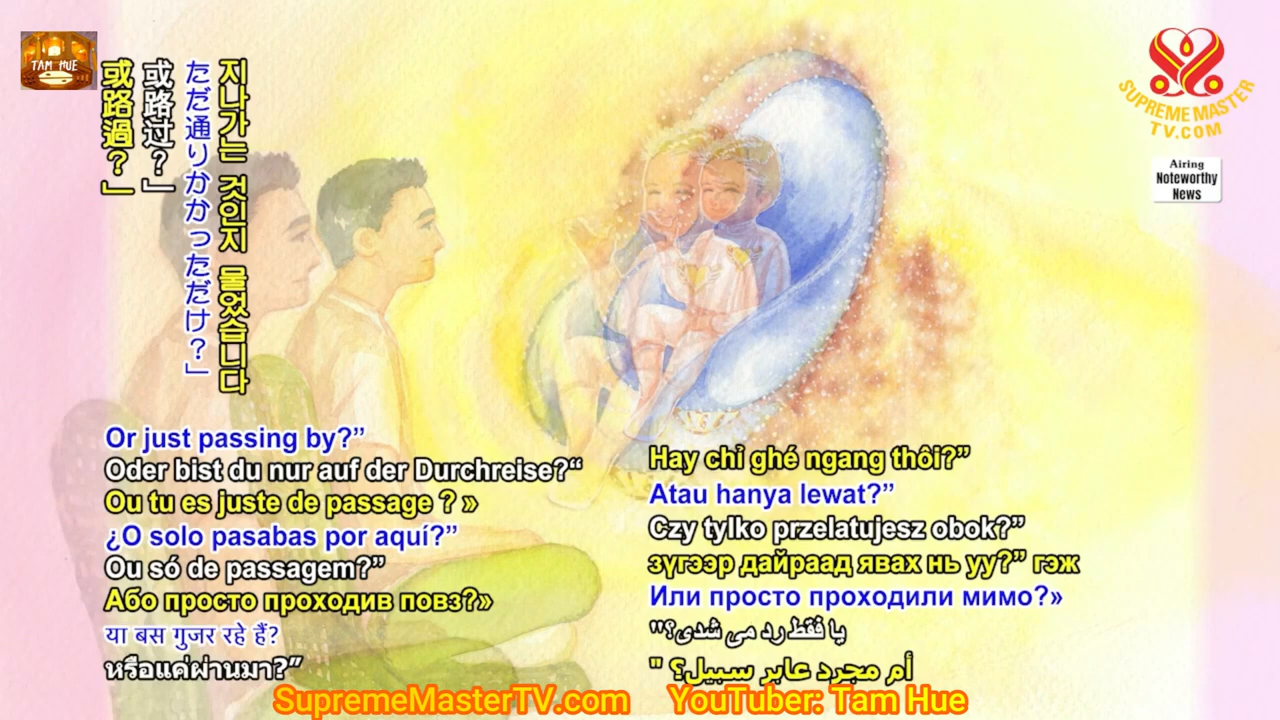 TAM HUE
SUPREME MASTER
TV.COM
Airing
Noteworthy
News
지나가는 것인지 물었습니다
ただ通りかかっただけ？」
或路过？」
或路過？」
Or just passing by?”
Oder bist du nur auf der Durchreise?“
Ou tu es juste de passage ? »
¿O solo pasabas por aquí?”
Ou só de passagem?”
Або просто проходив повз?»
या बस गुजर रहे हैं?
หรือแค่ผ่านมา?”
Hay chỉ ghé ngang thôi?”
Atau hanya lewat?”
Czy tylko przelatujesz obok?”
зүгээр дайраад явах нь уу?” гэж
Или просто проходили мимо?»
یا فقط رد می شدی؟"
أم مجرد عابر سبيل؟ "
SupremeMasterTV.com YouTuber: Tam Hue